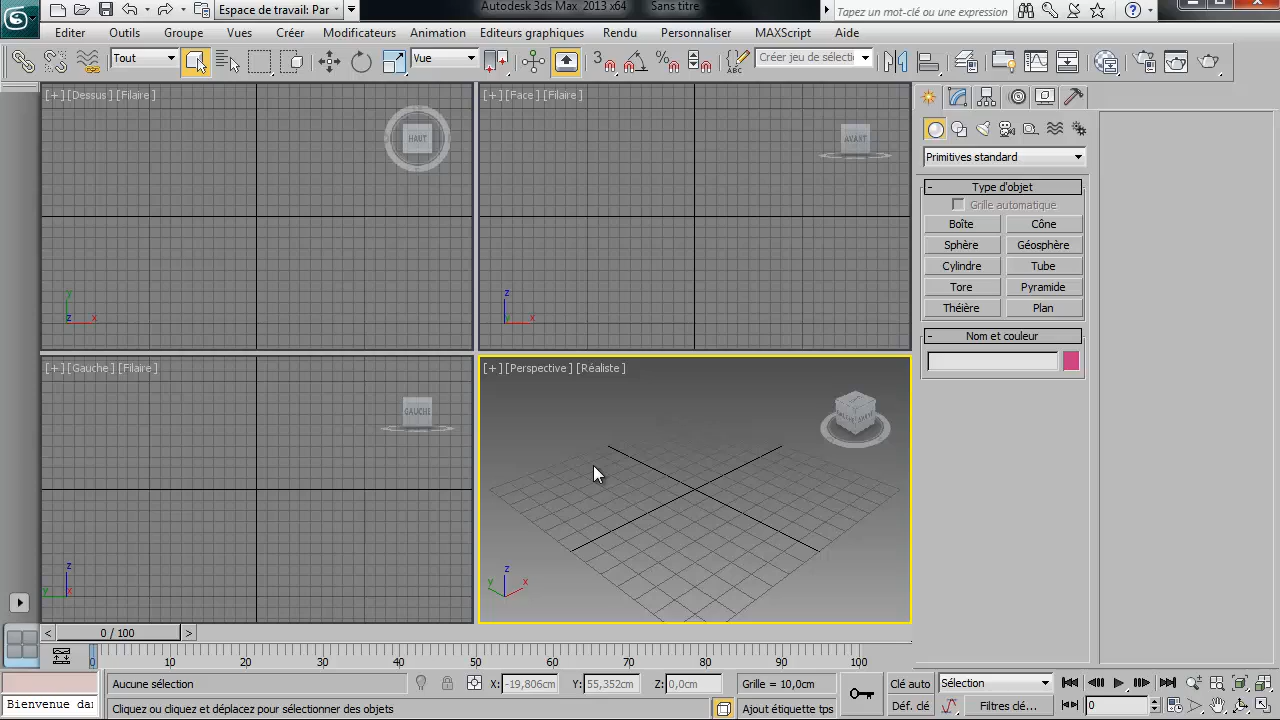 Espace de travail: Par
Autodesk 3ds Max 2013 x64 Sans titre
Tapez un mot-clé ou une expression
Editer Outils Groupe Vues Créer Modificateurs Animation Editeurs graphiques Rendu Personnaliser MAXScript Aide
Tout
Vue
3
ABC
Créer jeu de sélecti
[+] [Dessus] [Filaire]
HAUT
[+] [Face] [Filaire]
AVANT
Primitives standard
- Type d'objet
Grille automatique
Boîte Cône
Sphère Géosphère
Cylindre Tube
Tore Pyramide
Théière Plan
- Nom et couleur
y
z x
z
y x
[+] [Gauche] [Filaire]
GAUCHE
[+] [Perspective] [Réaliste]
z
y x
z
y x
< 0 / 100 >
0 10 20 30 40 50 60 70 80 90 100
Aucune sélection
X: -19,806cm Y: 55,352cm Z: 0,0cm
Grille = 10,0cm
Clé auto
Sélection
Bienvenue dan
Cliquez ou cliquez et déplacez pour sélectionner des objets
Ajout étiquette tps
Déf. clé
Filtres clé...
0